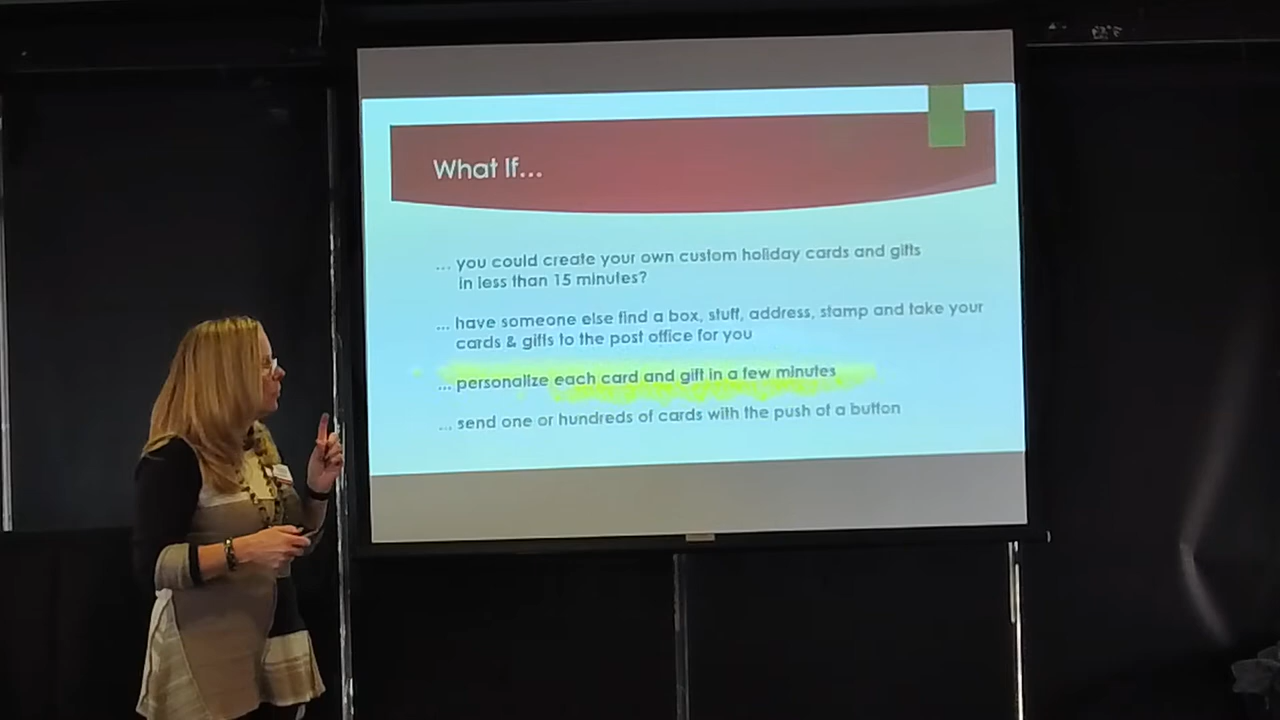 What If...
... you could create your own custom holiday cards and gifts
in less than 15 minutes?
... have someone else find a box, stuff, address, stamp and take your
cards & gifts to the post office for you
... personalize each card and gift in a few minutes
... send one or hundreds of cards with the push of a button